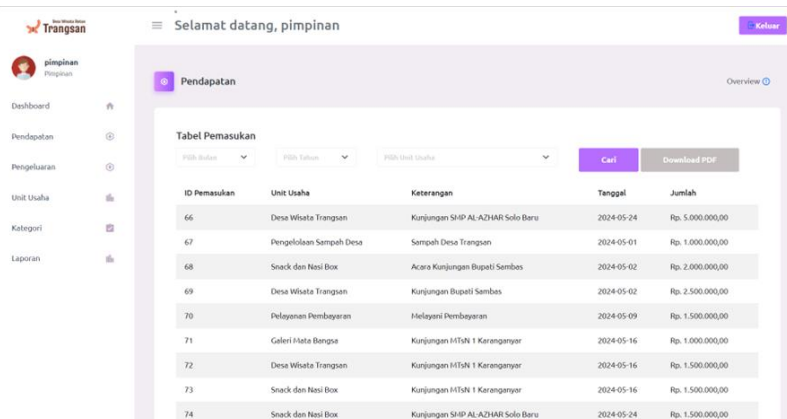 Desa Wisata Rotan
Trangsan
Selamat datang, pimpinan
Keluar
pimpinan
Pimpinan
Dashboard
Pendapatan
Pengeluaran
Unit Usaha
Kategori
Laporan
Pendapatan
Overview
Tabel Pemasukan
Pilih Bulan
Pilih Tahun
Pilih Unit Usaha
Cari
Download PDF
ID Pemasukan Unit Usaha Keterangan Tanggal Jumlah
66 Desa Wisata Trangsan Kunjungan SMP AL-AZHAR Solo Baru 2024-05-24 Rp. 5.000.000,00
67 Pengelolaan Sampah Desa Sampah Desa Trangsan 2024-05-01 Rp. 1.000.000,00
68 Snack dan Nasi Box Acara Kunjungan Bupati Sambas 2024-05-02 Rp. 2.000.000,00
69 Desa Wisata Trangsan Kunjungan Bupati Sambas 2024-05-02 Rp. 2.500.000,00
70 Pelayanan Pembayaran Melayani Pembayaran 2024-05-09 Rp. 1.500.000,00
71 Galeri Mata Bangsa Kunjungan MTsN 1 Karanganyar 2024-05-16 Rp. 1.000.000,00
72 Desa Wisata Trangsan Kunjungan MTsN 1 Karanganyar 2024-05-16 Rp. 1.500.000,00
73 Snack dan Nasi Box Kunjungan MTsN 1 Karanganyar 2024-05-16 Rp. 1.500.000,00
74 Snack dan Nasi Box Kunjungan SMP AL-AZHAR Solo Baru 2024-05-24 Rp. 1.500.000,00